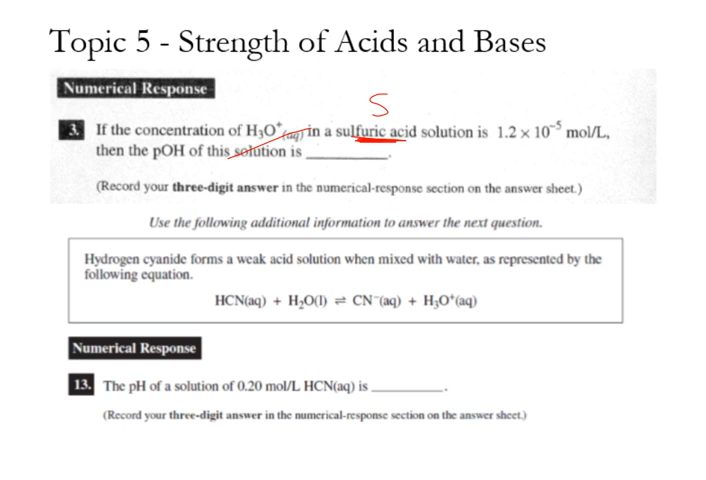 Topic 5 - Strength of Acids and Bases
Numerical Response
S
3. If the concentration of H₃O⁺(aq) in a sulfuric acid solution is 1.2 × 10⁻⁵ mol/L,
then the pOH of this solution is ________.
(Record your three-digit answer in the numerical-response section on the answer sheet.)
Use the following additional information to answer the next question.
Hydrogen cyanide forms a weak acid solution when mixed with water, as represented by the
following equation.
HCN(aq) + H₂O(l) ⇌ CN⁻(aq) + H₃O⁺(aq)
Numerical Response
13. The pH of a solution of 0.20 mol/L HCN(aq) is ________.
(Record your three-digit answer in the numerical-response section on the answer sheet.)